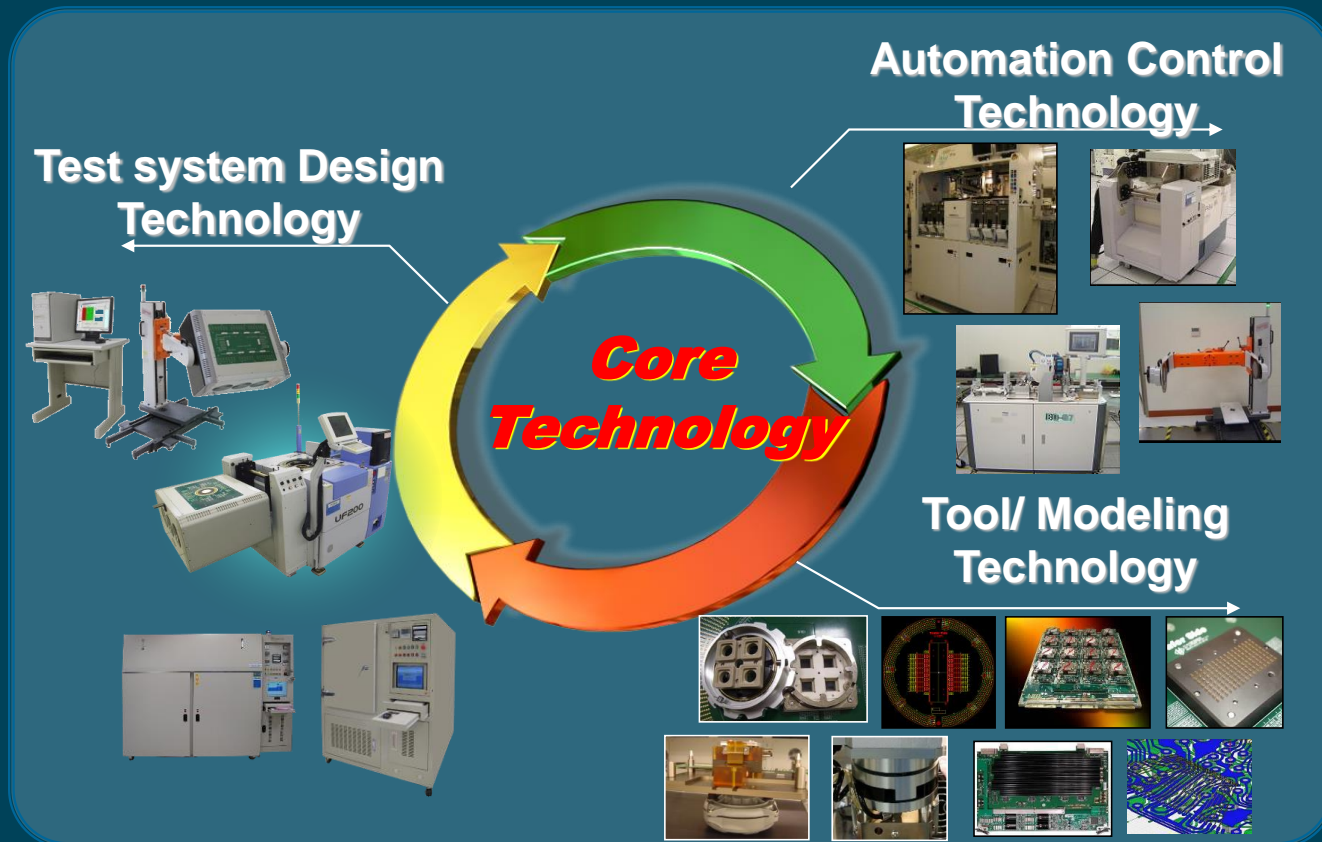 Automation Control
Technology
Test system Design
Technology
Core
Technology
UF200
Tool/ Modeling
Technology